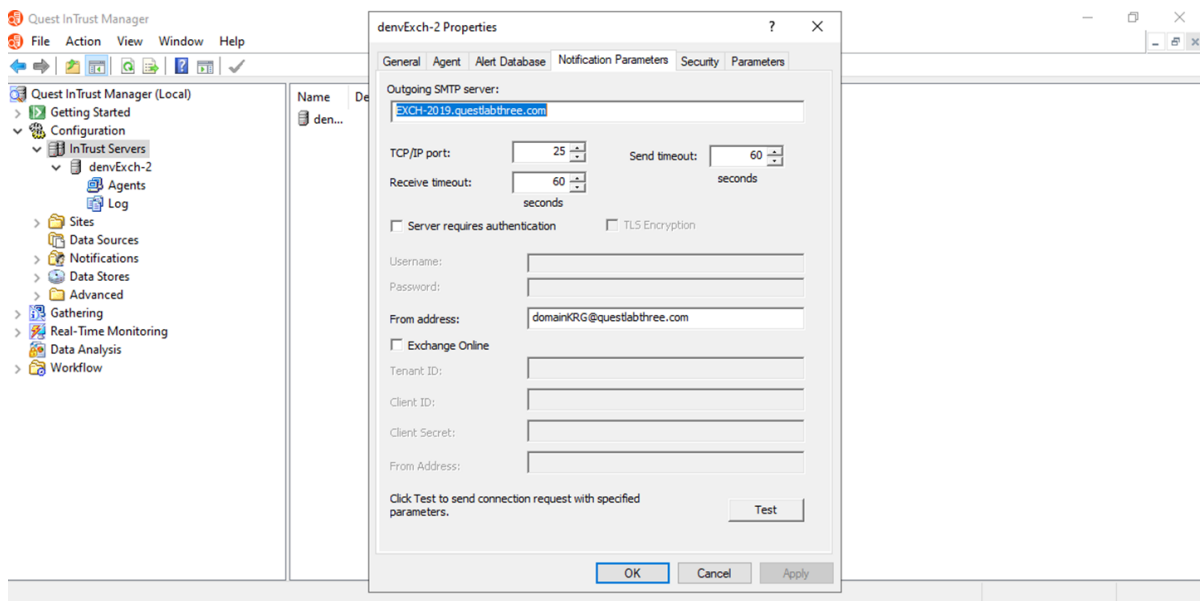 Quest InTrust Manager
File Action View Window Help
Quest InTrust Manager (Local)
Getting Started
Configuration
InTrust Servers
denvExch-2
Agents
Log
Sites
Data Sources
Notifications
Data Stores
Advanced
Gathering
Real-Time Monitoring
Data Analysis
Workflow
Name De
den...
denvExch-2 Properties
General Agent Alert Database Notification Parameters Security Parameters
Outgoing SMTP server:
EXCH-2019.questlabthree.com
TCP/IP port: 25 Send timeout: 60
seconds
Receive timeout: 60
seconds
Server requires authentication TLS Encryption
Username:
Password:
From address: domainKRG@questlabthree.com
Exchange Online
Tenant ID:
Client ID:
Client Secret:
From Address:
Click Test to send connection request with specified
parameters.
Test
OK Cancel Apply